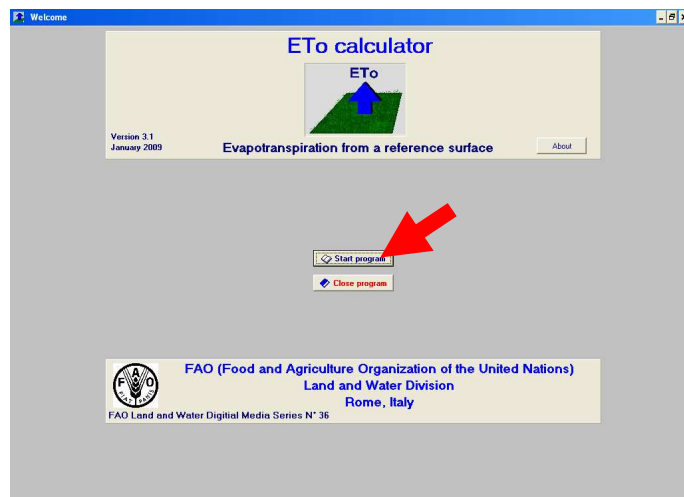 Welcome
ETo calculator
ETo
Version 3.1
January 2009
Evapotranspiration from a reference surface
About
Start program
Close program
FAO (Food and Agriculture Organization of the United Nations)
Land and Water Division
Rome, Italy
F A O
FIAT PANIS
FAO Land and Water Digitial Media Series N° 36